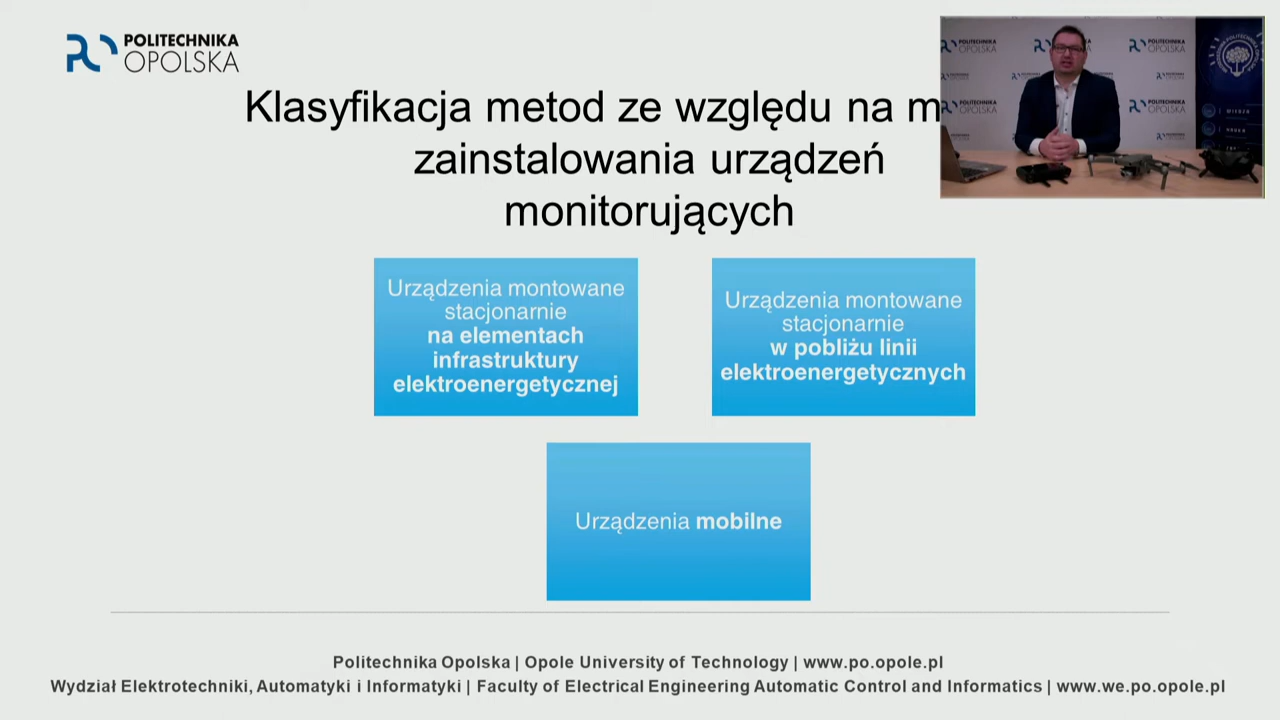 POLITECHNIKA
OPOLSKA
Klasyfikacja metod ze względu na m
zainstalowania urządzeń
monitorujących
Urządzenia montowane
stacjonarnie
na elementach
infrastruktury
elektroenergetycznej
Urządzenia montowane
stacjonarnie
w pobliżu linii
elektroenergetycznych
Urządzenia mobilne
Politechnika Opolska | Opole University of Technology | www.po.opole.pl
Wydział Elektrotechniki, Automatyki i Informatyki | Faculty of Electrical Engineering Automatic Control and Informatics | www.we.po.opole.pl